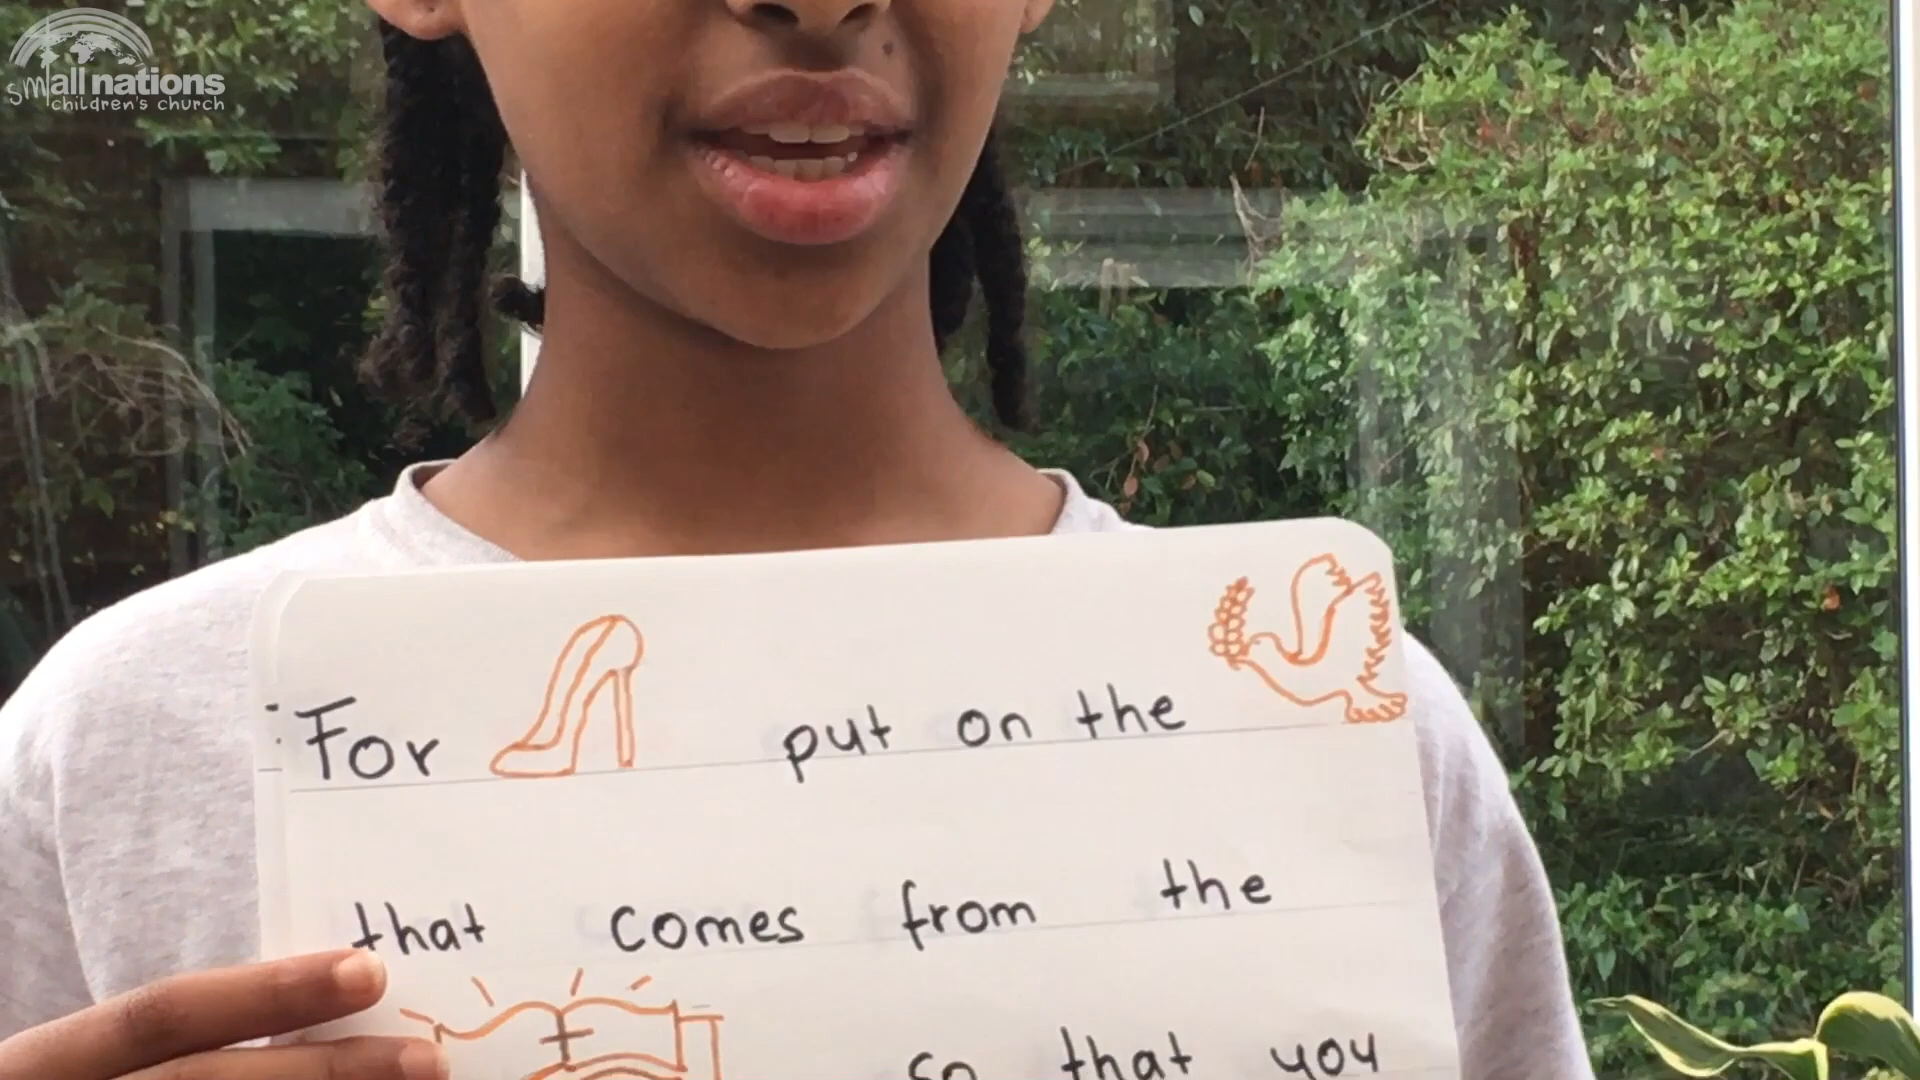 small nations
children's church
For put on the
that comes from the
so that you